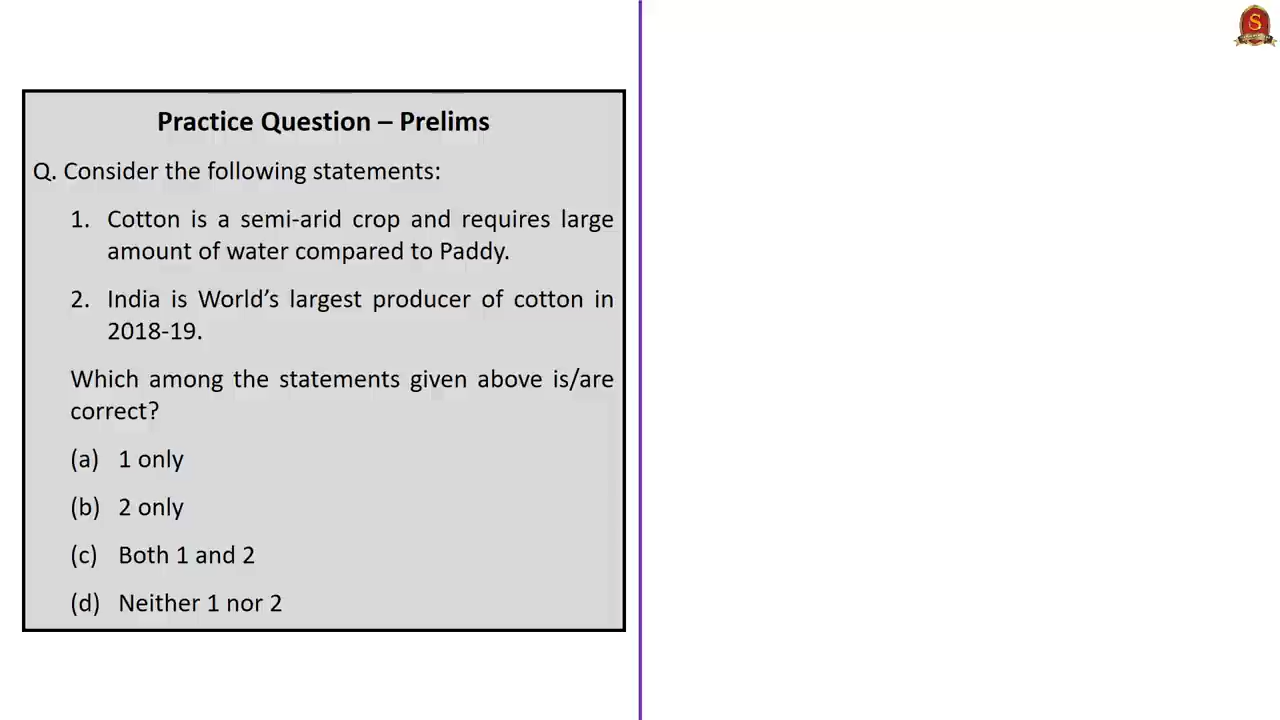 S
Practice Question – Prelims
Q. Consider the following statements:
1. Cotton is a semi-arid crop and requires large
amount of water compared to Paddy.
2. India is World’s largest producer of cotton in
2018-19.
Which among the statements given above is/are
correct?
(a) 1 only
(b) 2 only
(c) Both 1 and 2
(d) Neither 1 nor 2